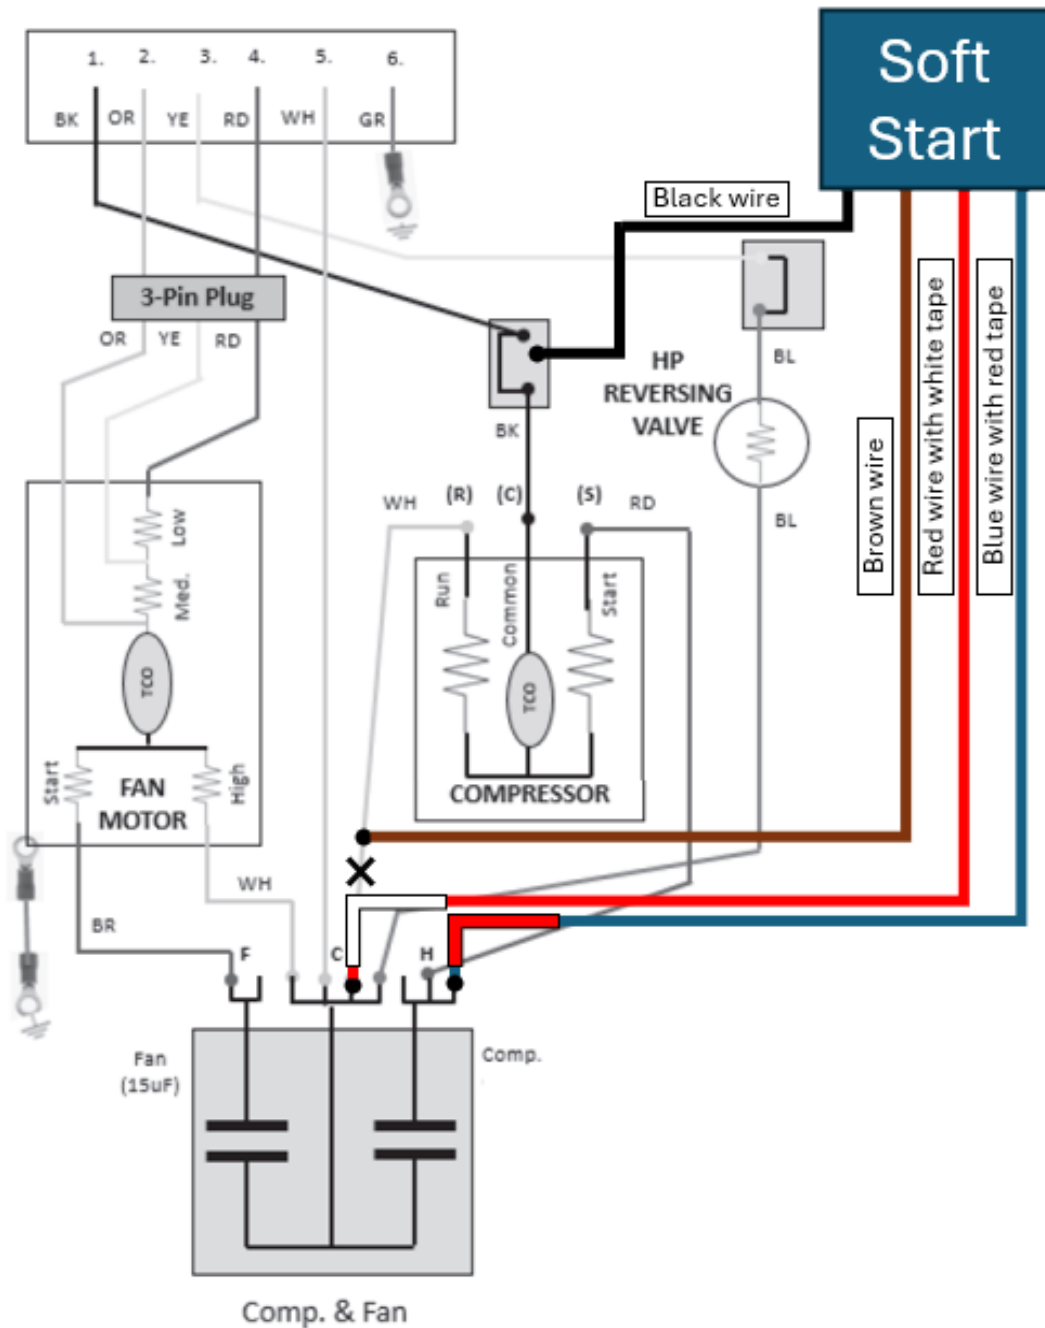 Soft
Start
1. 2. 3. 4. 5. 6.
BK OR YE RD WH GR
Black wire
3-Pin Plug
OR YE RD
HP
REVERSING
VALVE
BL
BK
Brown wire
Red wire with white tape
Blue wire with red tape
WH (R) (C) (S) RD
BL
Low
Med.
Run
Common
Start
TCO
TCO
Start
High
FAN
MOTOR
COMPRESSOR
WH
BR
F C H
Fan
(15uF)
Comp.
Comp. & Fan